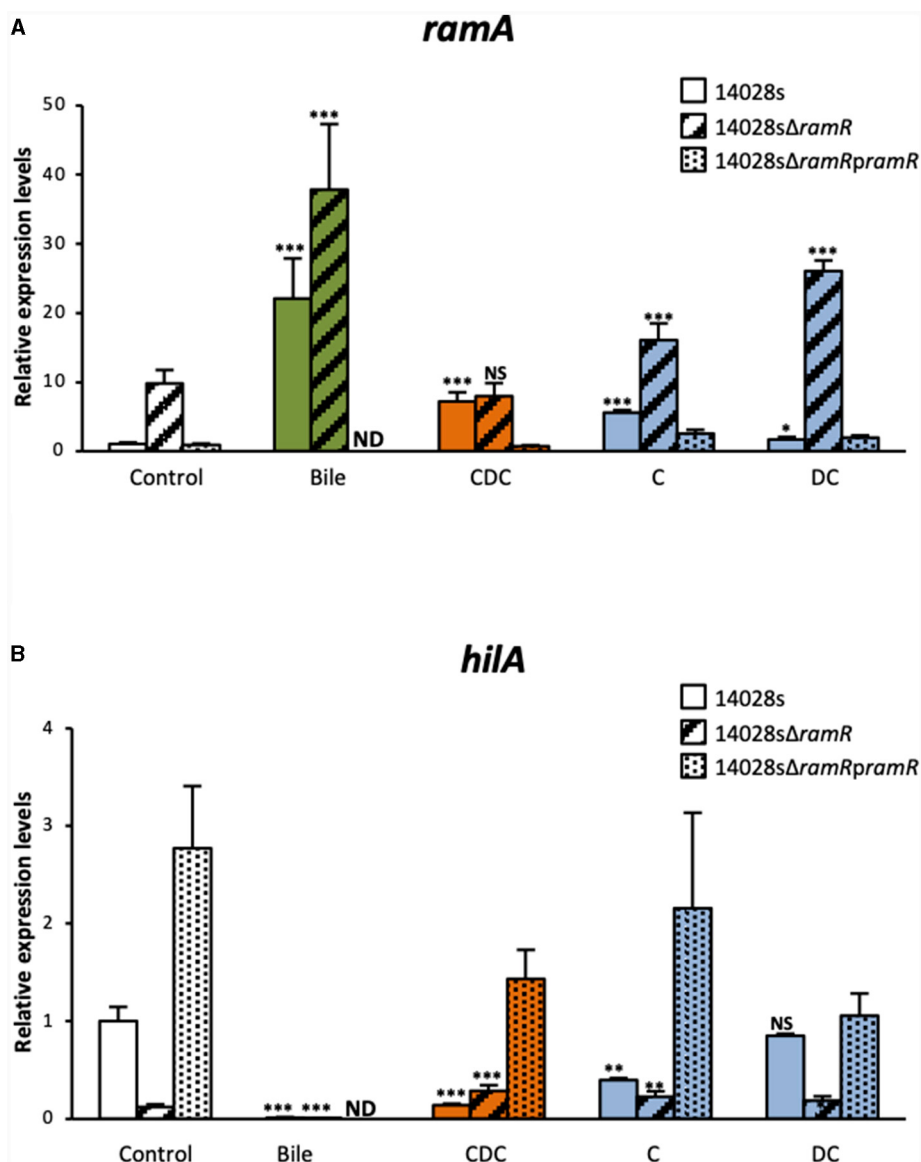 A
ramA
14028s
14028sΔramR
14028sΔramRpramR
Relative expression levels
50
40
30
20
10
0
***
***
ND
***
NS
***
***
*
***
Control Bile CDC C DC
B
hilA
14028s
14028sΔramR
14028sΔramRpramR
Relative expression levels
4
3
2
1
0
*** *** ND
***
***
**
**
NS
Control Bile CDC C DC